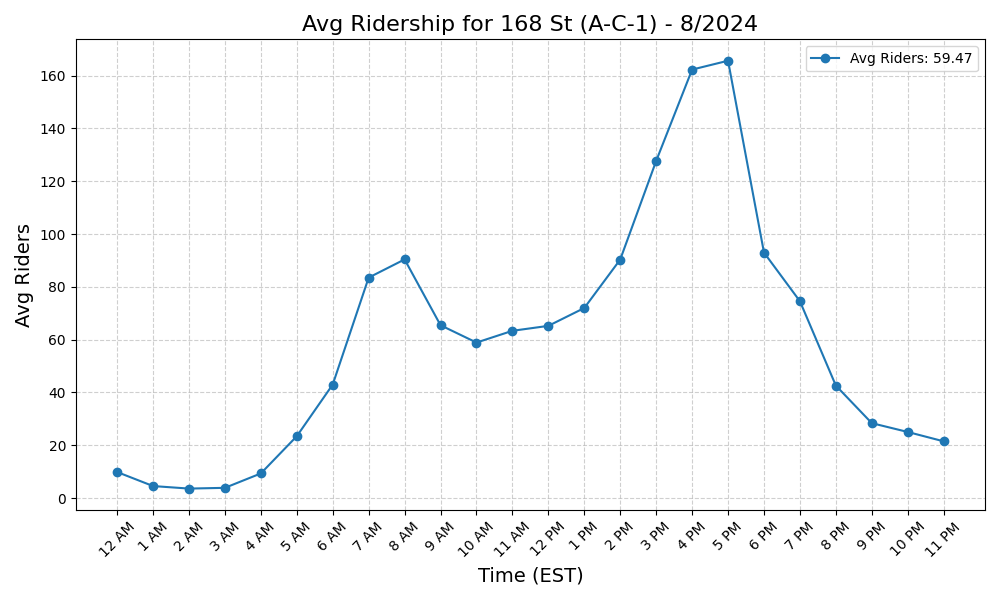 Avg Ridership for 168 St (A-C-1) - 8/2024
Avg Riders: 59.47
Avg Riders
160
140
120
100
80
60
40
20
0
12 AM
1 AM
2 AM
3 AM
4 AM
5 AM
6 AM
7 AM
8 AM
9 AM
10 AM
11 AM
12 PM
1 PM
2 PM
3 PM
4 PM
5 PM
6 PM
7 PM
8 PM
9 PM
10 PM
11 PM
Time (EST)